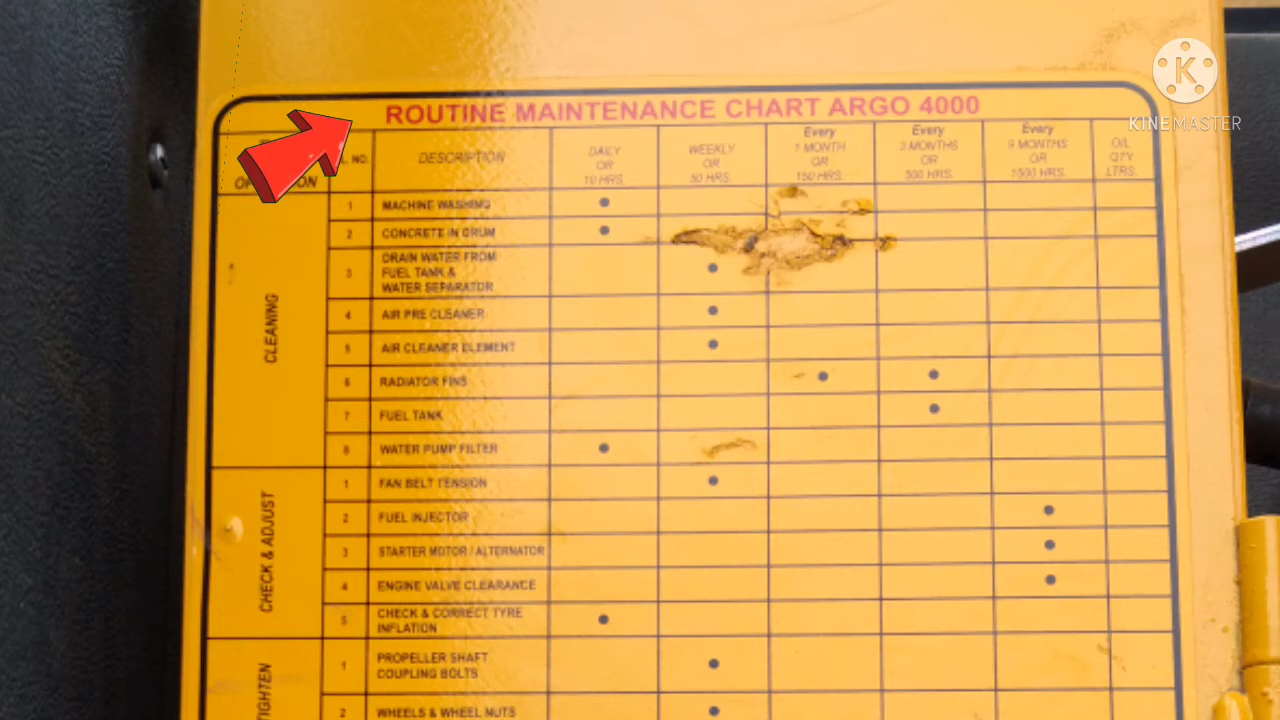 K
KINEMASTER
ROUTINE MAINTENANCE CHART ARGO 4000
L. NO.
DESCRIPTION
DAILY
OR
10 HRS.
WEEKLY
OR
50 HRS.
Every
1 MONTH
OR
150 HRS.
Every
3 MONTHS
OR
500 HRS.
Every
9 MONTHS
OR
1500 HRS.
OIL
QTY
LTRS.
CLEANING
1 MACHINE WASHING
2 CONCRETE IN DRUM
3 DRAIN WATER FROM
FUEL TANK &
WATER SEPARATOR
4 AIR PRE CLEANER
5 AIR CLEANER ELEMENT
6 RADIATOR FINS
7 FUEL TANK
8 WATER PUMP FILTER
CHECK & ADJUST
1 FAN BELT TENSION
2 FUEL INJECTOR
3 STARTER MOTOR / ALTERNATOR
4 ENGINE VALVE CLEARANCE
5 CHECK & CORRECT TYRE
INFLATION
TIGHTEN
1 PROPELLER SHAFT
COUPLING BOLTS
2 WHEELS & WHEEL NUTS